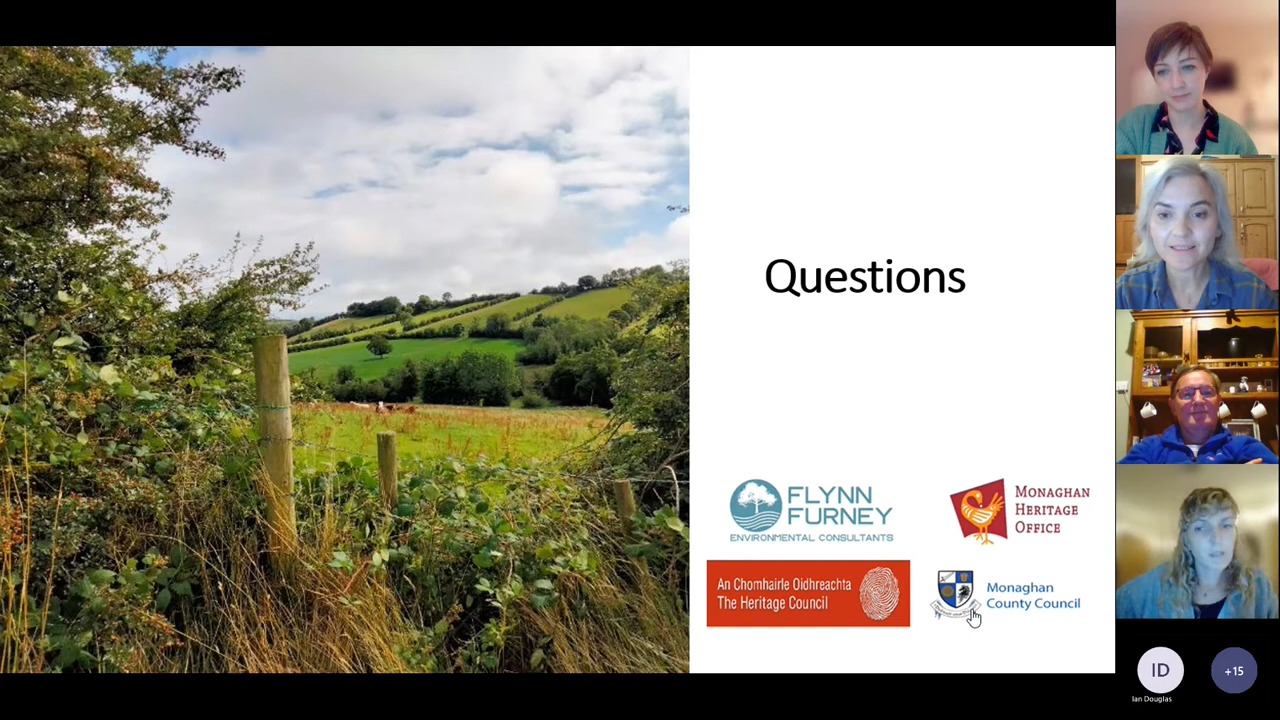 Questions
FLYNN
FURNEY
ENVIRONMENTAL CONSULTANTS
MONAGHAN
HERITAGE
OFFICE
An Chomhairle Oidhreachta
The Heritage Council
Monaghan
County Council
ID
+15
Ian Douglas